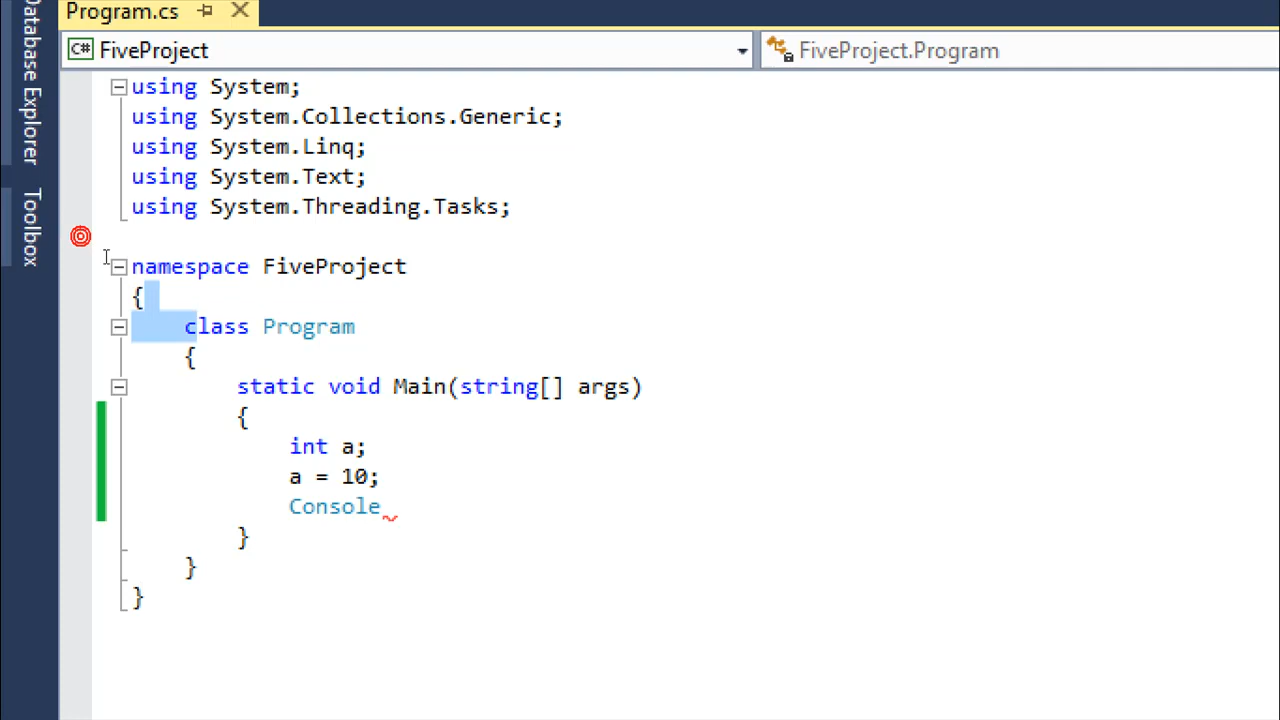 Database Explorer
Toolbox
Program.cs
C# FiveProject
FiveProject.Program
using System;
using System.Collections.Generic;
using System.Linq;
using System.Text;
using System.Threading.Tasks;
namespace FiveProject
{
class Program
{
static void Main(string[] args)
{
int a;
a = 10;
Console
}
}
}